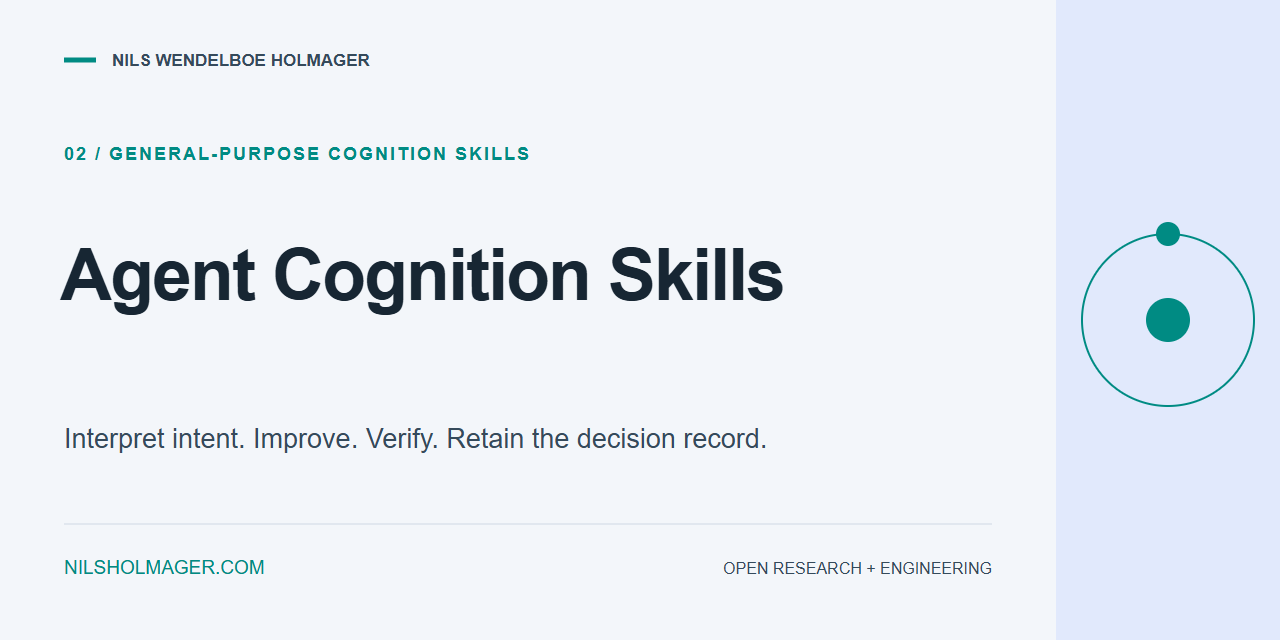 NILS WENDELBOE HOLMAGER
02 / GENERAL-PURPOSE COGNITION SKILLS
Agent Cognition Skills
Interpret intent. Improve. Verify. Retain the decision record.
NILSHOLMAGER.COM
OPEN RESEARCH + ENGINEERING